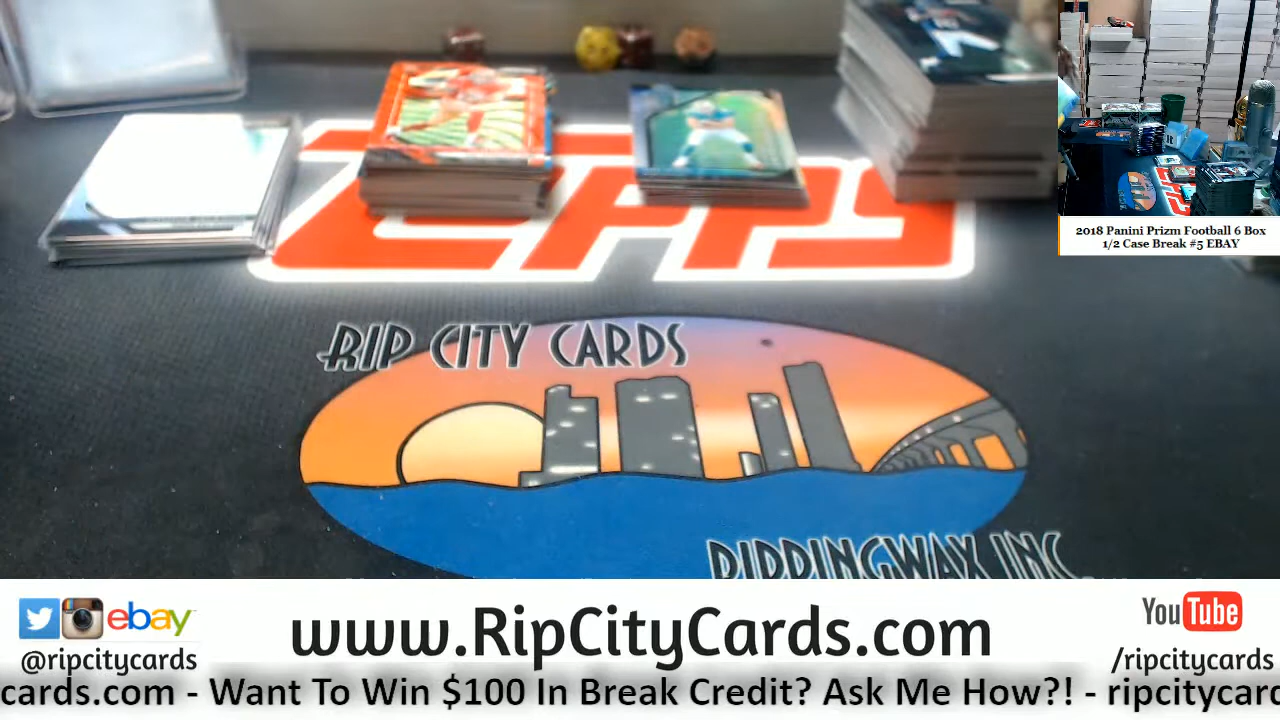 2018 Panini Prizm Football 6 Box
1/2 Case Break #5 EBAY
RIP CITY CARDS
RIPPINGWAX INC
ebay
@ripcitycards
www.RipCityCards.com
YouTube
/ripcitycards
cards.com - Want To Win $100 In Break Credit? Ask Me How?! - ripcitycard